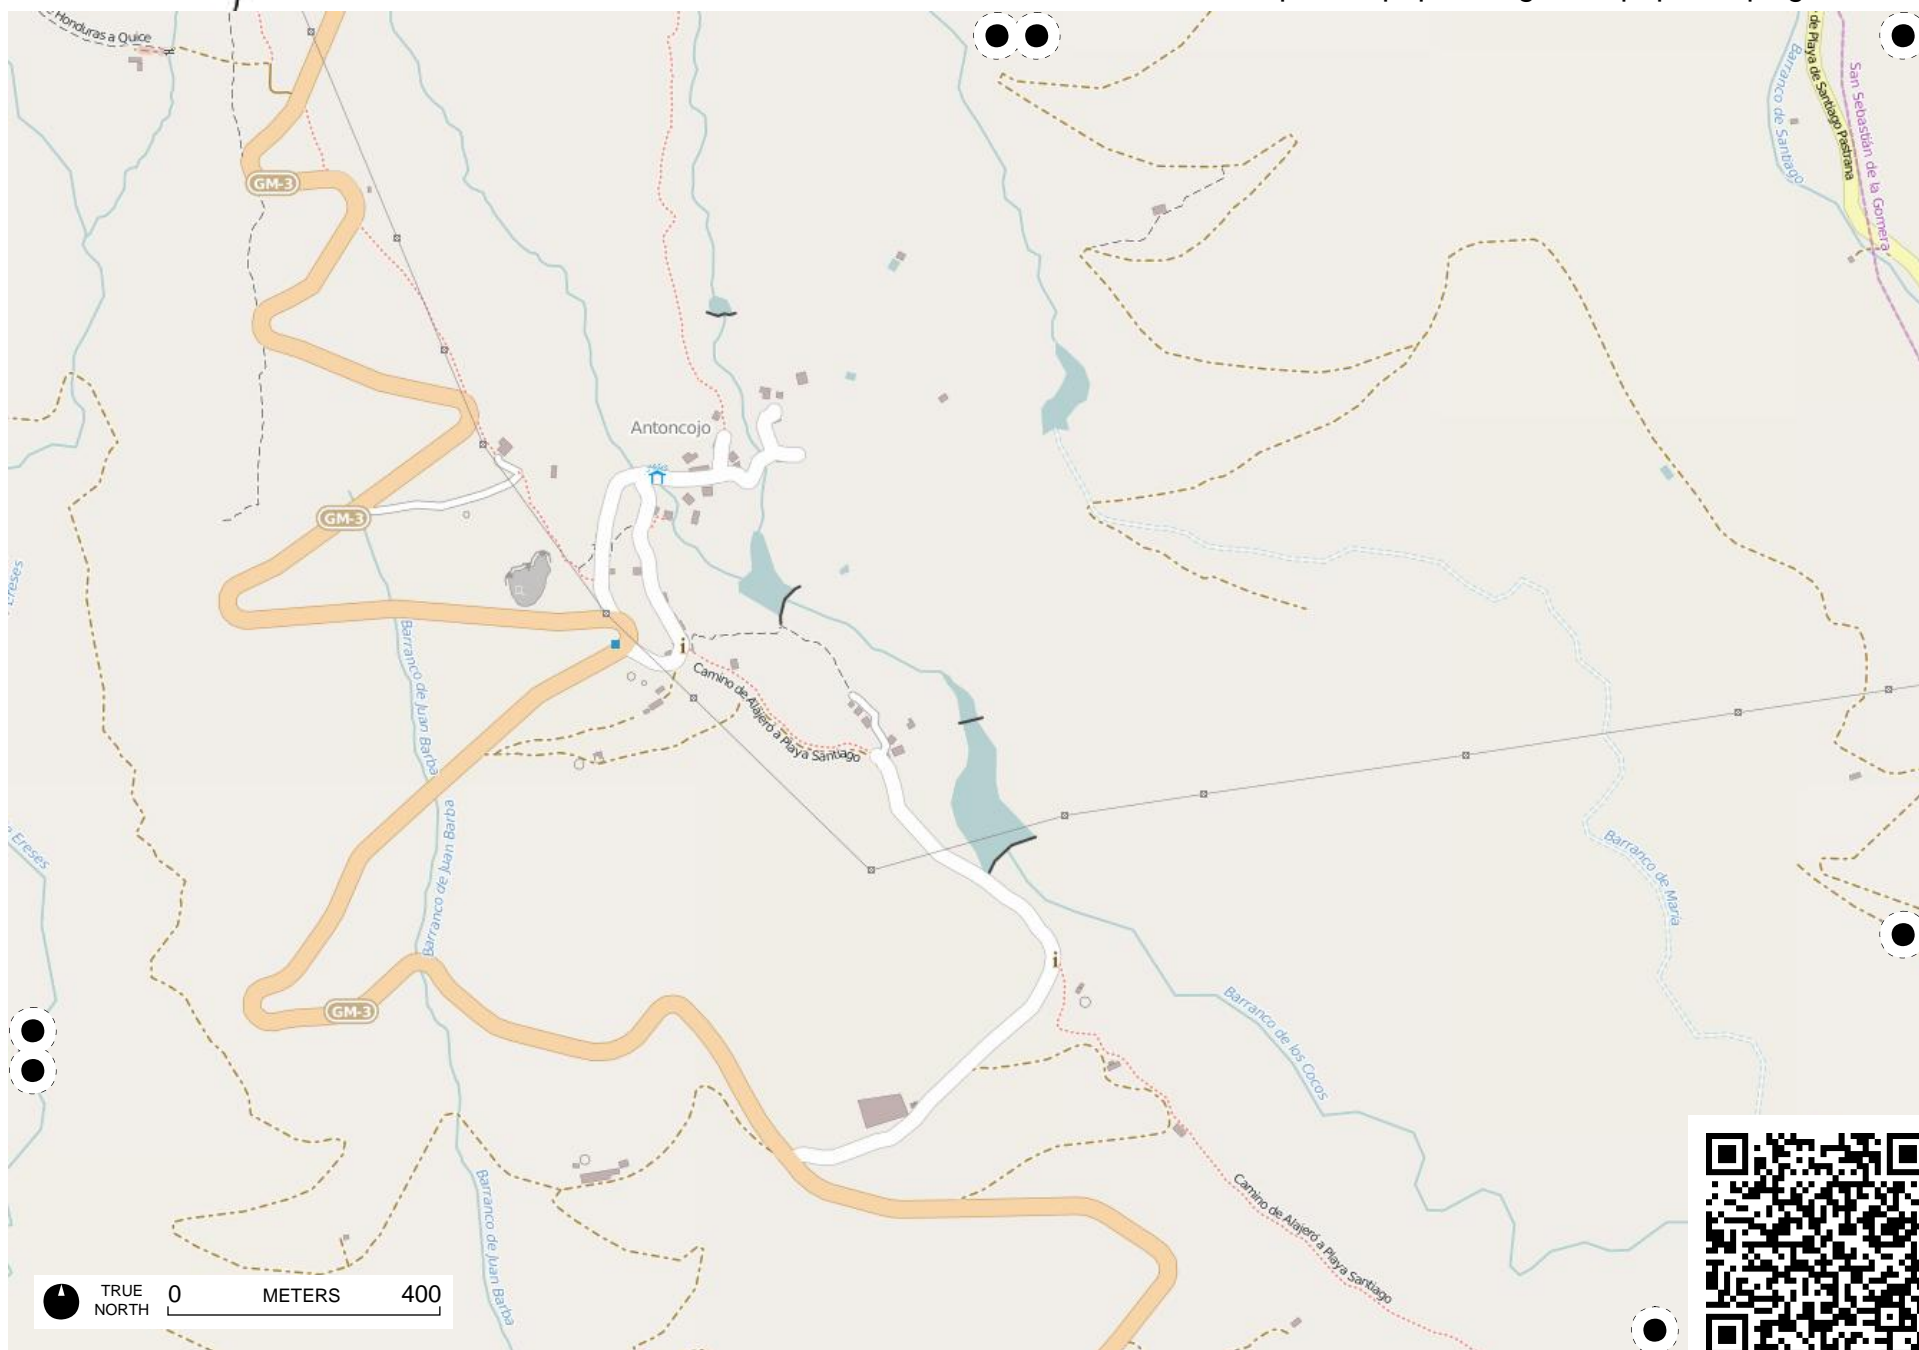 Honduras a Quice
GM-3
de Playa de Santiago Pastrana
Barranco de Santiago
San Sebastián de la Gomera
Antoncojo
GM-3
Ereses
Barranco de Juan Barba
Camino de Alajeró a Playa Santiago
Barranco de Juan Barba
Ereses
Barranco de María
GM-3
Barranco de los Cocos
Barranco de Juan Barba
Camino de Alajeró a Playa Santiago
TRUE
NORTH
0 METERS 400